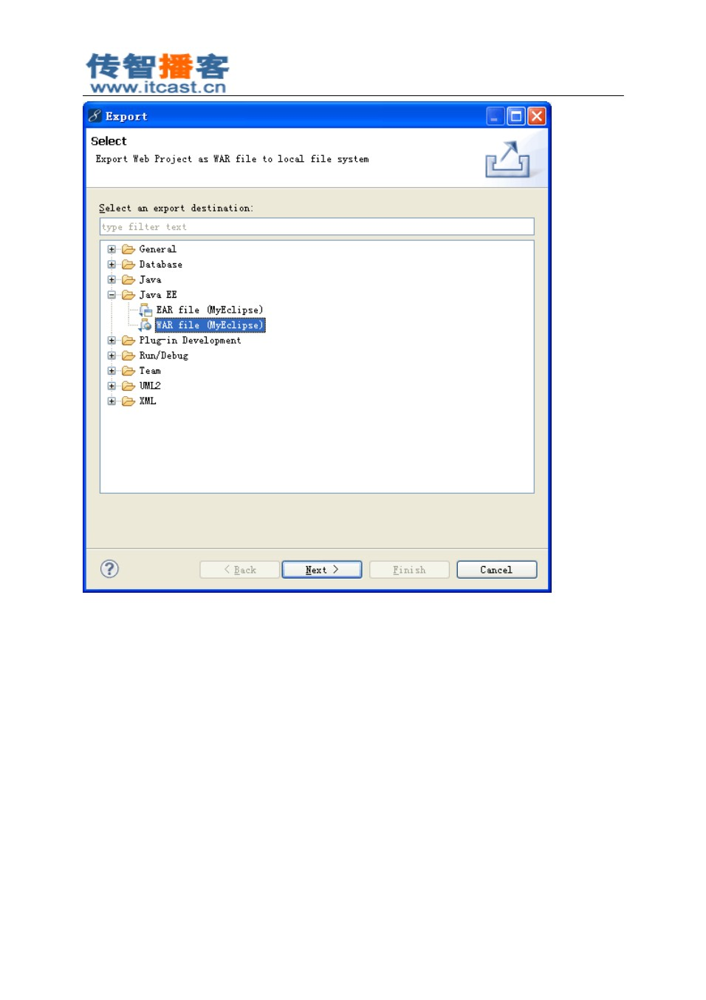 传智播客
www.itcast.cn
Export
Select
Export Web Project as WAR file to local file system
Select an export destination:
type filter text
General
Database
Java
Java EE
EAR file (MyEclipse)
WAR file (MyEclipse)
Plug-in Development
Run/Debug
Team
UML2
XML
< Back
Next >
Finish
Cancel